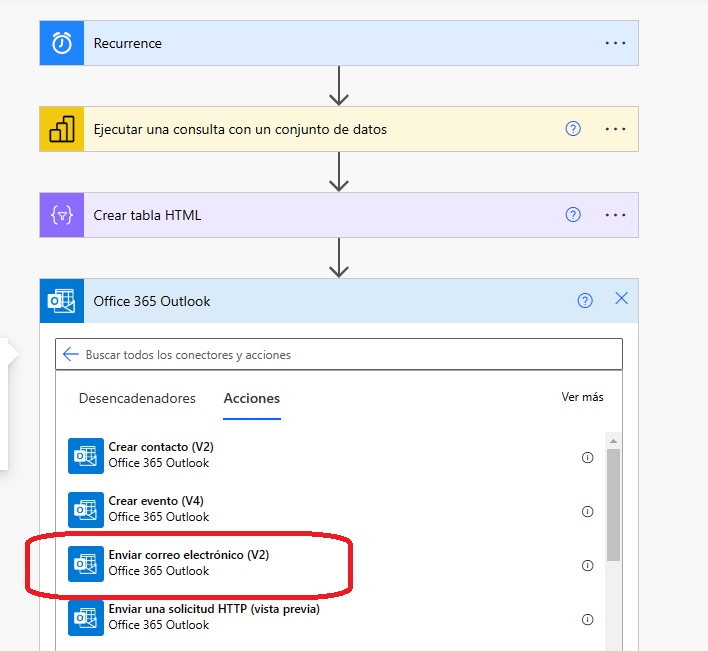 Recurrence
Ejecutar una consulta con un conjunto de datos
Crear tabla HTML
Office 365 Outlook
Buscar todos los conectores y acciones
Desencadenadores Acciones Ver más
Crear contacto (V2)
Office 365 Outlook
Crear evento (V4)
Office 365 Outlook
Enviar correo electrónico (V2)
Office 365 Outlook
Enviar una solicitud HTTP (vista previa)
Office 365 Outlook